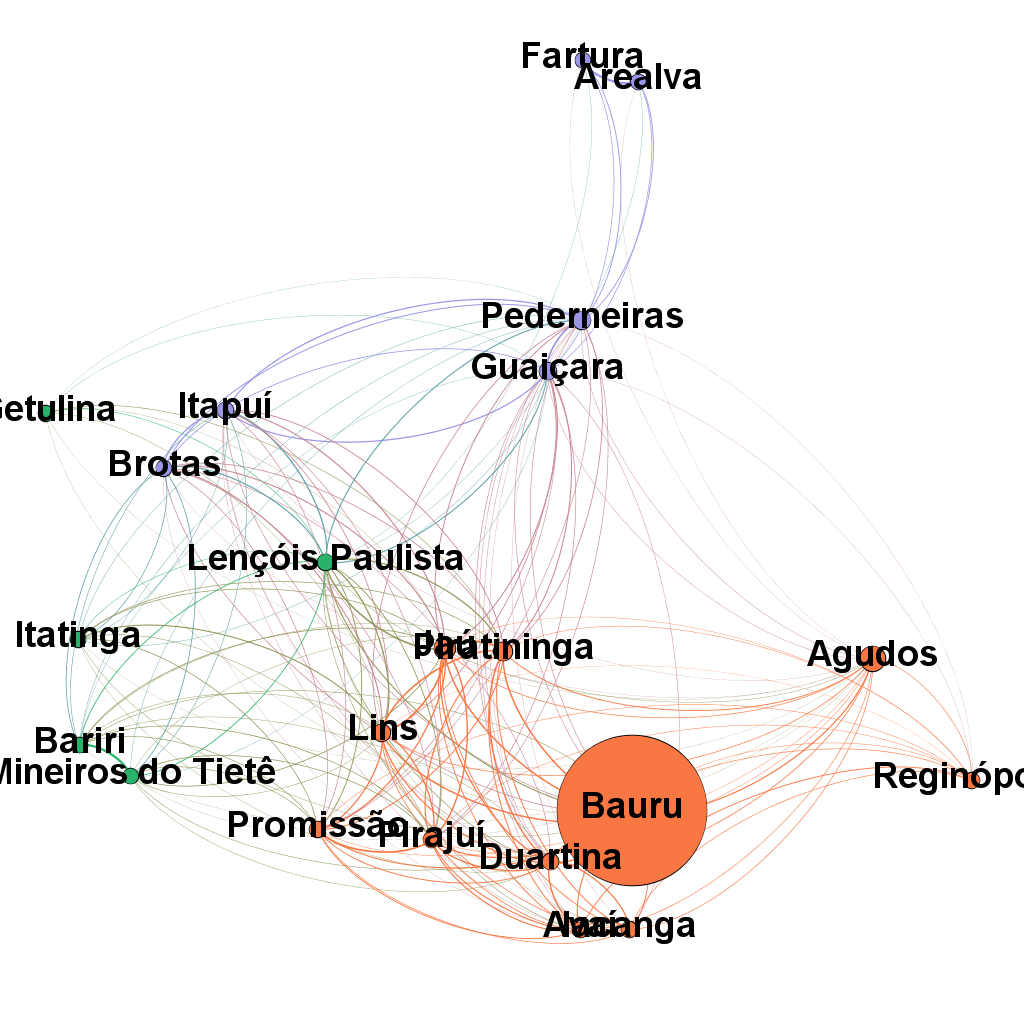 Fartura
Arealva
Pederneiras
Guaiçara
Getulina
Itapuí
Brotas
Lençóis Paulista
Itatinga
Jaú
Piratininga
Agudos
Lins
Bariri
Mineiros do Tietê
Reginópo
Bauru
Promissão
Pirajuí
Duartina
Avaí
Iacanga